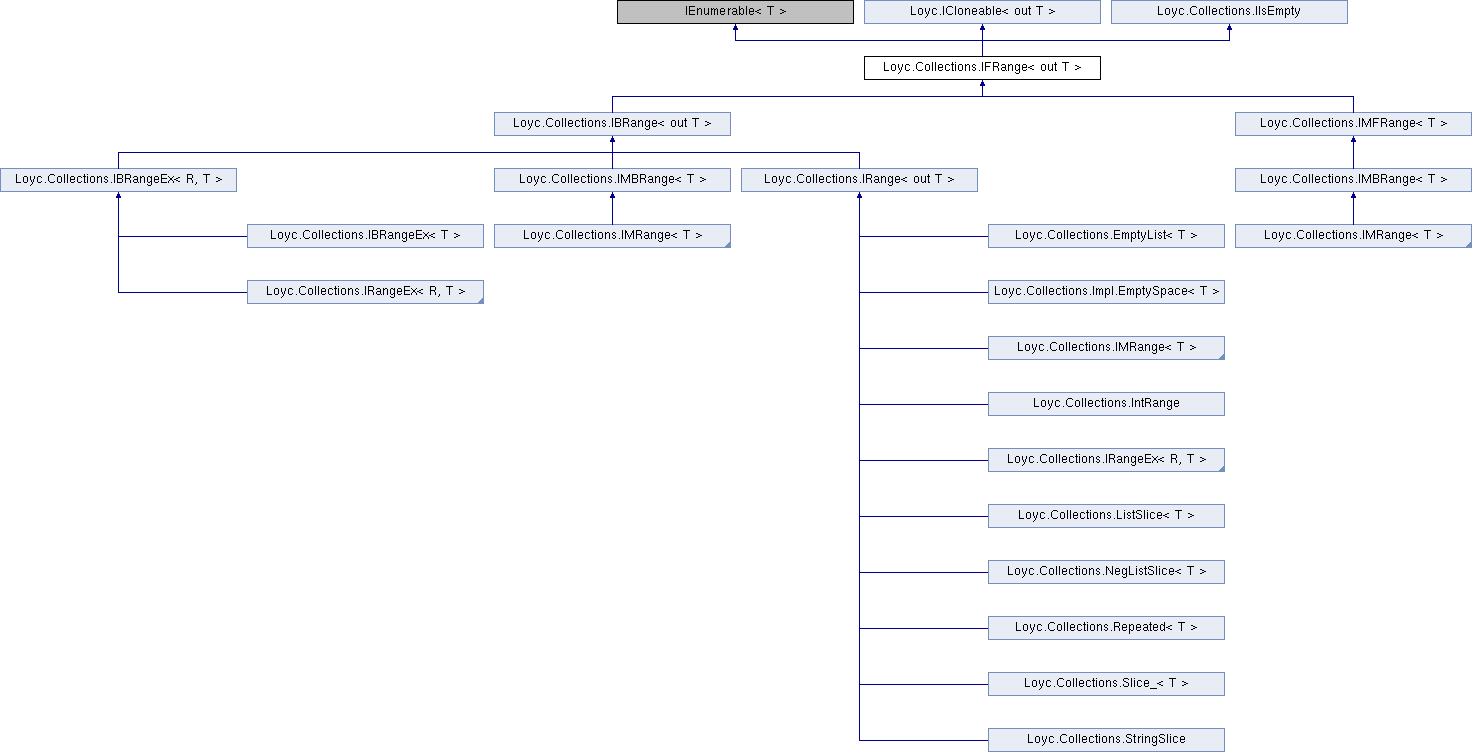 IEnumerable< T >
Loyc.ICloneable< out T >
Loyc.Collections.IIsEmpty
Loyc.Collections.IFRange< out T >
Loyc.Collections.IBRange< out T >
Loyc.Collections.IMFRange< T >
Loyc.Collections.IBRangeEx< R, T >
Loyc.Collections.IMBRange< T >
Loyc.Collections.IRange< out T >
Loyc.Collections.IMBRange< T >
Loyc.Collections.IBRangeEx< T >
Loyc.Collections.IMRange< T >
Loyc.Collections.EmptyList< T >
Loyc.Collections.IMRange< T >
Loyc.Collections.IRangeEx< R, T >
Loyc.Collections.Impl.EmptySpace< T >
Loyc.Collections.IMRange< T >
Loyc.Collections.IntRange
Loyc.Collections.IRangeEx< R, T >
Loyc.Collections.ListSlice< T >
Loyc.Collections.NegListSlice< T >
Loyc.Collections.Repeated< T >
Loyc.Collections.Slice_< T >
Loyc.Collections.StringSlice